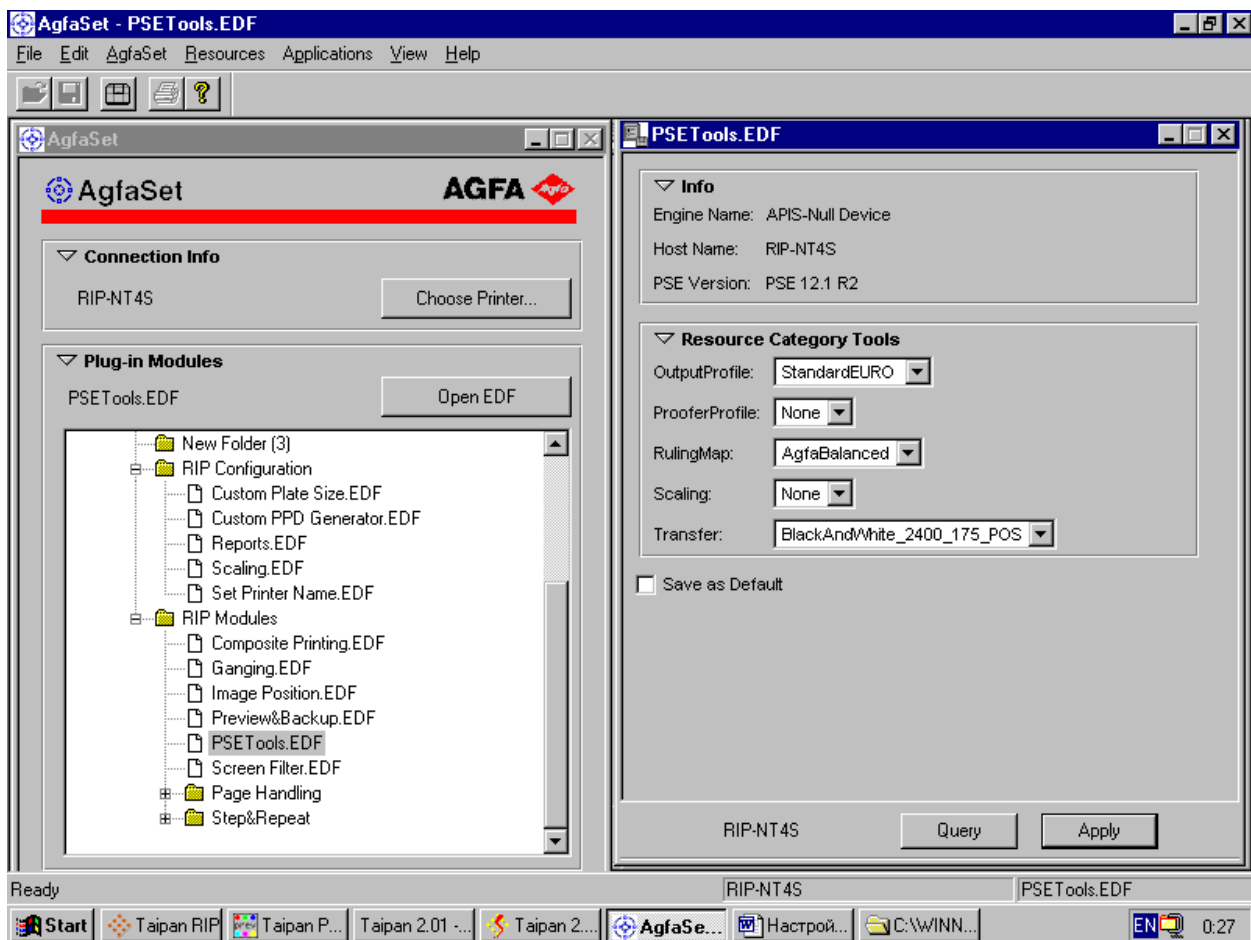 AgfaSet - PSETools.EDF
File Edit AgfaSet Resources Applications View Help
AgfaSet
AgfaSet AGFA
Connection Info
RIP-NT4S Choose Printer...
Plug-in Modules
PSETools.EDF Open EDF
New Folder (3)
RIP Configuration
Custom Plate Size.EDF
Custom PPD Generator.EDF
Reports.EDF
Scaling.EDF
Set Printer Name.EDF
RIP Modules
Composite Printing.EDF
Ganging.EDF
Image Position.EDF
Preview&Backup.EDF
PSETools.EDF
Screen Filter.EDF
Page Handling
Step&Repeat
PSETools.EDF
Info
Engine Name: APIS-Null Device
Host Name: RIP-NT4S
PSE Version: PSE 12.1 R2
Resource Category Tools
OutputProfile: StandardEURO
ProoferProfile: None
RulingMap: AgfaBalanced
Scaling: None
Transfer: BlackAndWhite_2400_175_POS
Save as Default
RIP-NT4S Query Apply
Ready RIP-NT4S PSETools.EDF
Start Taipan RIP Taipan P... Taipan 2.01 -... Taipan 2.... AgfaSe... Настрой... C:\WINN... EN 0:27